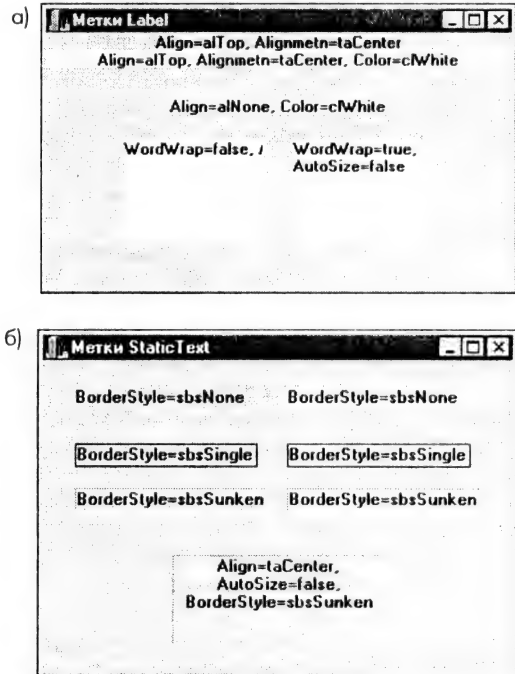 а)
Метки Label
Align=alTop, Alignmetn=taCenter
Align=alTop, Alignmetn=taCenter, Color=clWhite
Align=alNone, Color=clWhite
WordWrap=false, WordWrap=true,
AutoSize=false
б)
Метки StaticText
BorderStyle=sbsNone BorderStyle=sbsNone
BorderStyle=sbsSingle BorderStyle=sbsSingle
BorderStyle=sbsSunken BorderStyle=sbsSunken
Align=taCenter,
AutoSize=false,
BorderStyle=sbsSunken